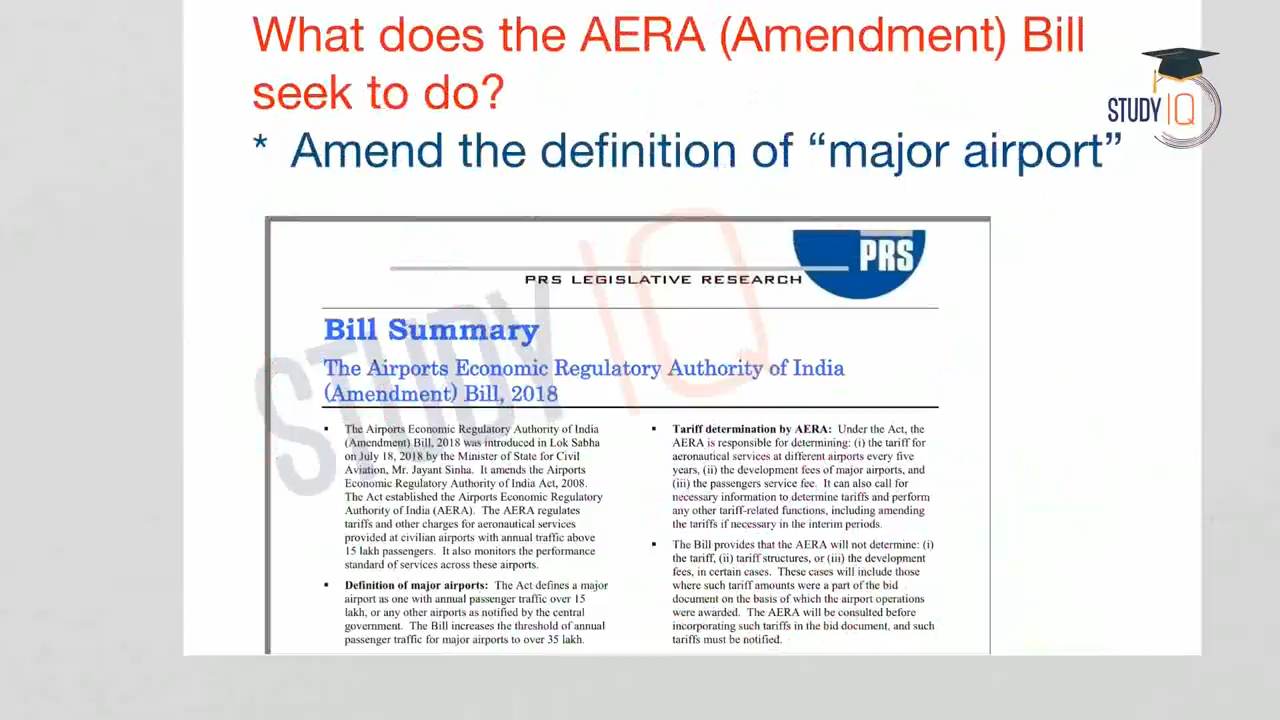 What does the AERA (Amendment) Bill
seek to do?
* Amend the definition of “major airport”
STUDY IQ
PRS
PRS LEGISLATIVE RESEARCH
STUDY IQ
Bill Summary
The Airports Economic Regulatory Authority of India
(Amendment) Bill, 2018
▪ The Airports Economic Regulatory Authority of India
(Amendment) Bill, 2018 was introduced in Lok Sabha
on July 18, 2018 by the Minister of State for Civil
Aviation, Mr. Jayant Sinha. It amends the Airports
Economic Regulatory Authority of India Act, 2008.
The Act established the Airports Economic Regulatory
Authority of India (AERA). The AERA regulates
tariffs and other charges for aeronautical services
provided at civilian airports with annual traffic above
15 lakh passengers. It also monitors the performance
standard of services across these airports.
▪ Definition of major airports: The Act defines a major
airport as one with annual passenger traffic over 15
lakh, or any other airports as notified by the central
government. The Bill increases the threshold of annual
passenger traffic for major airports to over 35 lakh.
▪ Tariff determination by AERA: Under the Act, the
AERA is responsible for determining: (i) the tariff for
aeronautical services at different airports every five
years, (ii) the development fees of major airports, and
(iii) the passengers service fee. It can also call for
necessary information to determine tariffs and perform
any other tariff-related functions, including amending
the tariffs if necessary in the interim periods.
▪ The Bill provides that the AERA will not determine: (i)
the tariff, (ii) tariff structures, or (iii) the development
fees, in certain cases. These cases will include those
where such tariff amounts were a part of the bid
document on the basis of which the airport operations
were awarded. The AERA will be consulted before
incorporating such tariffs in the bid document, and such
tariffs must be notified.